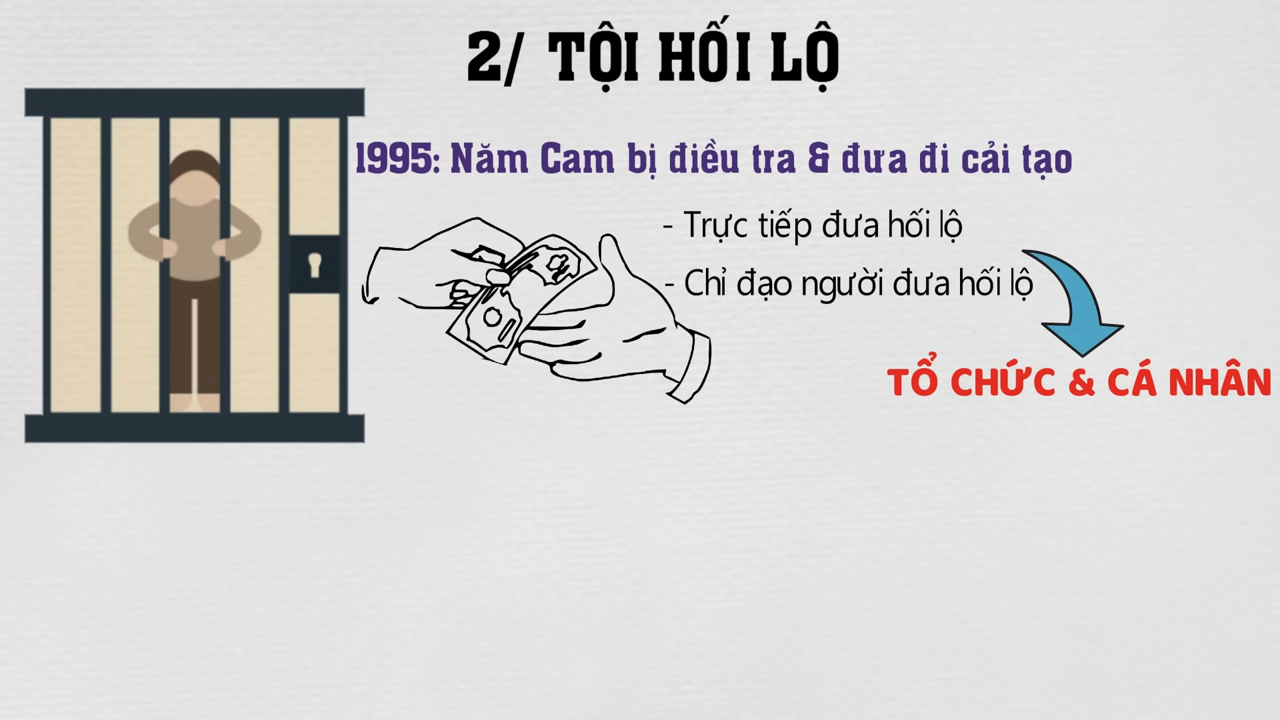 2/ TỘI HỐI LỘ
1995: Năm Cam bị điều tra & đưa đi cải tạo
- Trực tiếp đưa hối lộ
- Chỉ đạo người đưa hối lộ
TỔ CHỨC & CÁ NHÂN